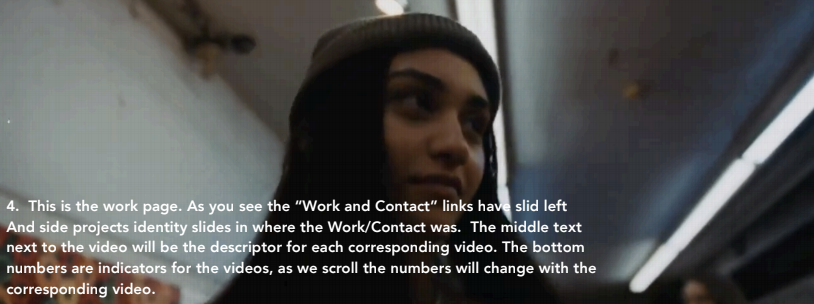 4.  This is the work page. As you see the “Work and Contact” links have slid left
And side projects identity slides in where the Work/Contact was.  The middle text
next to the video will be the descriptor for each corresponding video. The bottom
numbers are indicators for the videos, as we scroll the numbers will change with the
corresponding video.